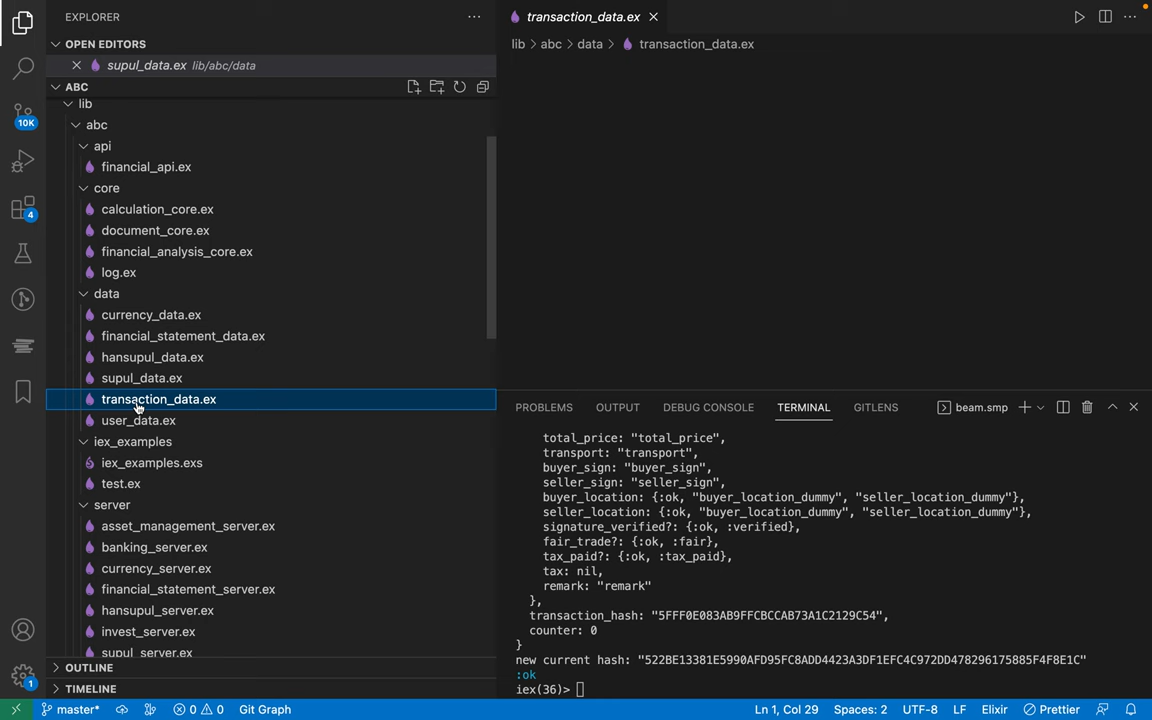 EXPLORER
OPEN EDITORS
supul_data.ex lib/abc/data
ABC
lib
abc
api
financial_api.ex
core
calculation_core.ex
document_core.ex
financial_analysis_core.ex
log.ex
data
currency_data.ex
financial_statement_data.ex
hansupul_data.ex
supul_data.ex
transaction_data.ex
user_data.ex
iex_examples
iex_examples.exs
test.ex
server
asset_management_server.ex
banking_server.ex
currency_server.ex
financial_statement_server.ex
hansupul_server.ex
invest_server.ex
supul_server.ex
OUTLINE
TIMELINE
10K
4
1
transaction_data.ex
lib > abc > data > transaction_data.ex
PROBLEMS OUTPUT DEBUG CONSOLE TERMINAL GITLENS beam.smp
total_price: "total_price",
transport: "transport",
buyer_sign: "buyer_sign",
seller_sign: "seller_sign",
buyer_location: {:ok, "buyer_location_dummy", "seller_location_dummy"},
seller_location: {:ok, "buyer_location_dummy", "seller_location_dummy"},
signature_verified?: {:ok, :verified},
fair_trade?: {:ok, :fair},
tax_paid?: {:ok, :tax_paid},
tax: nil,
remark: "remark"
},
transaction_hash: "5FFF0E083AB9FFCBCCAB73A1C2129C54",
counter: 0
}
new current hash: "522BE13381E5990AFD95FC8ADD4423A3DF1EFC4C972DD478296175885F4F8E1C"
:ok
iex(36)>
master* 0 0 Git Graph Ln 1, Col 29 Spaces: 2 UTF-8 LF Elixir Prettier